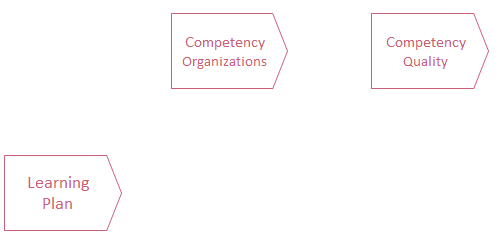 Competency
Organizations
Competency
Quality
Learning
Plan